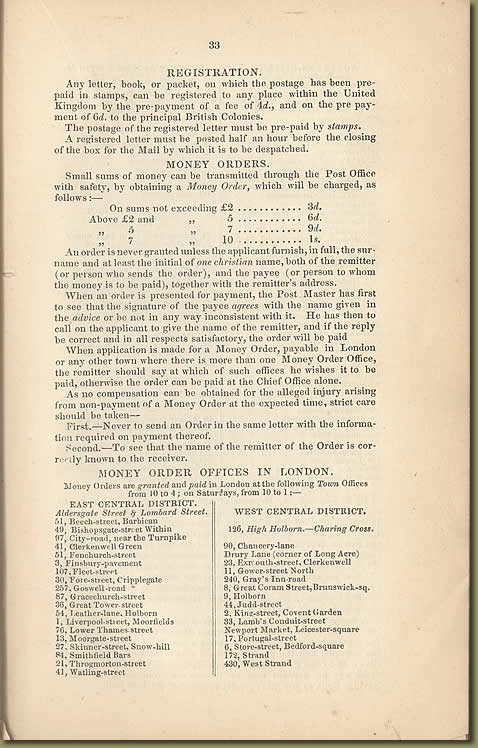 33
REGISTRATION.
Any letter, book, or packet, on which the postage has been pre-
paid in stamps, can be registered to any place within the United
Kingdom by the pre-payment of a fee of 4d., and on the pre pay-
ment of 6d. to the principal British Colonies.
The postage of the registered letter must be pre-paid by stamps.
A registered letter must be posted half an hour before the closing
of the box for the Mail by which it is to be despatched.
MONEY ORDERS.
Small sums of money can be transmitted through the Post Office
with safety, by obtaining a Money Order, which will be charged, as
follows :—
On sums not exceeding £2 ............ 3d.
Above £2 and „ 5 ............ 6d.
„ 5 „ 7 ............ 9d.
„ 7 „ 10 ............ 1s.
An order is never granted unless the applicant furnish, in full, the sur-
name and at least the initial of one christian name, both of the remitter
(or person who sends the order), and the payee (or person to whom
the money is to be paid), together with the remitter's address.
When an order is presented for payment, the Post Master has first
to see that the signature of the payee agrees with the name given in
the advice or be not in any way inconsistent with it. He has then to
call on the applicant to give the name of the remitter, and if the reply
be correct and in all respects satisfactory, the order will be paid
When application is made for a Money Order, payable in London
or any other town where there is more than one Money Order Office,
the remitter should say at which of such offices he wishes it to be
paid, otherwise the order can be paid at the Chief Office alone.
As no compensation can be obtained for the alleged injury arising
from non-payment of a Money Order at the expected time, strict care
should be taken—
First.—Never to send an Order in the same letter with the informa-
tion required on payment thereof.
Second.—To see that the name of the remitter of the Order is cor-
rectly known to the receiver.
MONEY ORDER OFFICES IN LONDON.
Money Orders are granted and paid in London at the following Town Offices
from 10 to 4 ; on Saturdays, from 10 to 1 :—
EAST CENTRAL DISTRICT.
Aldersgate Street & Lombard Street.
51, Beech-street, Barbican
49, Bishopsgate-street Within
97, City-road, near the Turnpike
41, Clerkenwell Green
51, Fenchurch-street
3, Finsbury-pavement
107, Fleet-street
30, Fore-street, Cripplegate
257, Goswell-road
87, Gracechurch-street
36, Great Tower-street
54, Leather-lane, Holborn
1, Liverpool-street, Moorfields
76, Lower Thames-street
13, Moorgate-street
27, Skinner-street, Snow-hill
84, Smithfield Bars
21, Throgmorton-street
41, Watling-street
WEST CENTRAL DISTRICT.
126, High Holborn.—Charing Cross.
90, Chancery-lane
Drury Lane (corner of Long Acre)
23, Exmouth-street, Clerkenwell
11, Gower-street North
240, Gray's Inn-road
8, Great Coram Street, Brunswick-sq.
9, Holborn
44, Judd-street
2, King-street, Covent Garden
33, Lamb's Conduit-street
Newport Market, Leicester-square
17, Portugal-street
6, Store-street, Bedford-square
172, Strand
430, West Strand